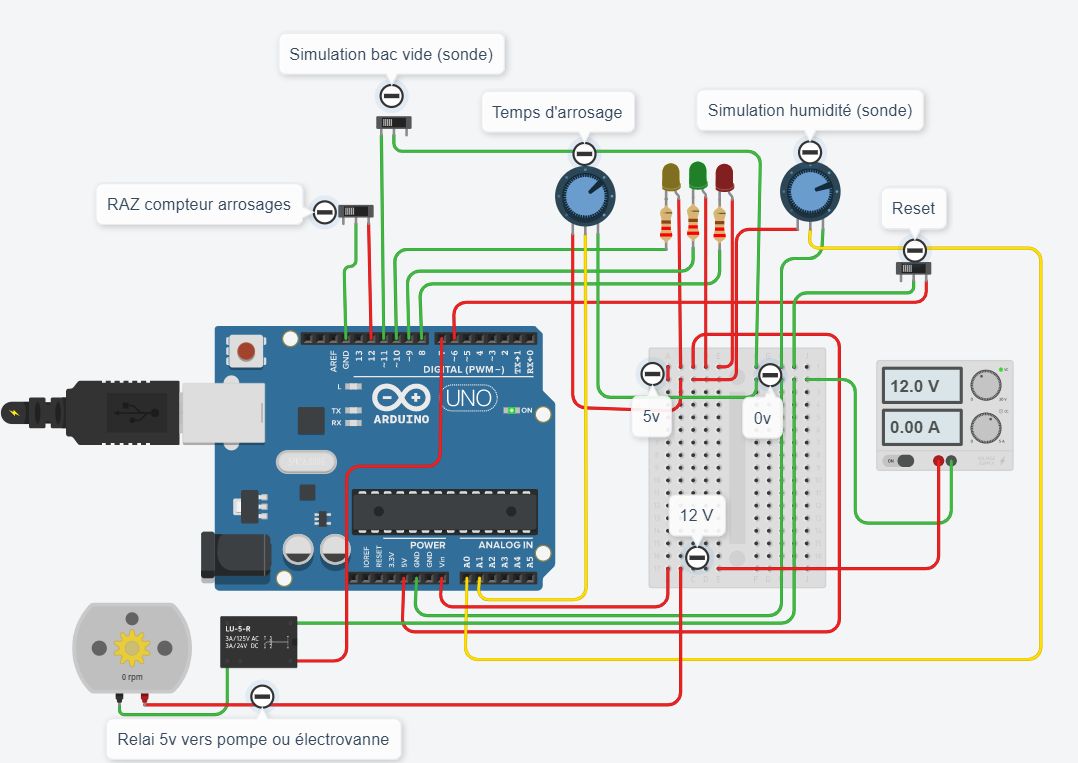 Simulation bac vide (sonde)
Temps d'arrosage
Simulation humidité (sonde)
RAZ compteur arrosages
Reset
AREF
GND
13
12
~11
~10
~9
8
7
~6
~5
4
~3
2
TX→1
RX←0
DIGITAL (PWM~)
L
TX
RX
ARDUINO
UNO
ON
5v
0v
12.0 V
0.00 A
ON
12 V
POWER
ANALOG IN
IOREF
RESET
3.3V
5V
GND
GND
Vin
A0
A1
A2
A3
A4
A5
LU-5-R
3A/125V AC
3A/24V DC
0 rpm
Relai 5v vers pompe ou électrovanne